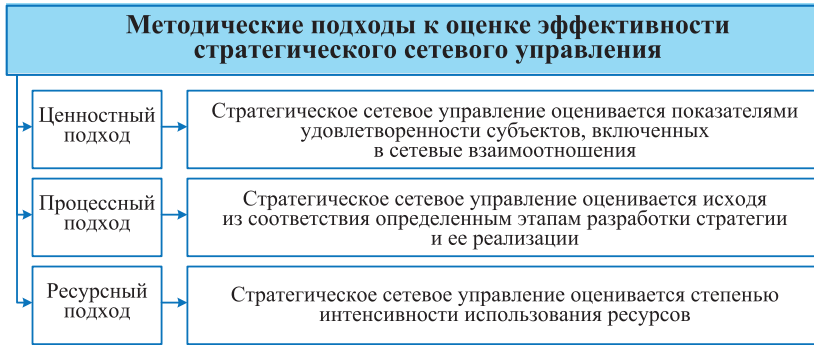 Методические подходы к оценке эффективности
стратегического сетевого управления
Ценностный
подход
Стратегическое сетевое управление оценивается показателями
удовлетворенности субъектов, включенных
в сетевые взаимоотношения
Процессный
подход
Стратегическое сетевое управление оценивается исходя
из соответствия определенным этапам разработки стратегии
и ее реализации
Ресурсный
подход
Стратегическое сетевое управление оценивается степенью
интенсивности использования ресурсов